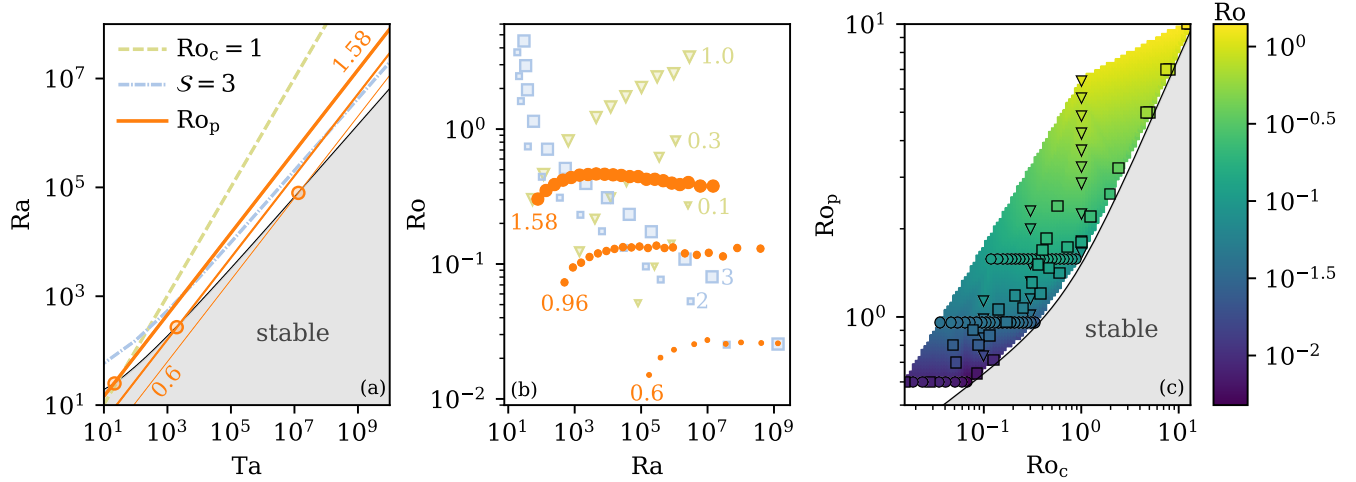 Ro_c = 1
S = 3
Ro_p
1.58
0.6
stable
(a)
10^7
10^5
10^3
10^1
Ra
10^1 10^3 10^5 10^7 10^9
Ta
1.0
0.3
0.1
1.58
0.96
3
2
0.6
(b)
10^0
10^-1
10^-2
Ro
10^1 10^3 10^5 10^7 10^9
Ra
10^1
10^0
Ro_p
stable
(c)
10^-1 10^0 10^1
Ro_c
Ro
10^0
10^-0.5
10^-1
10^-1.5
10^-2